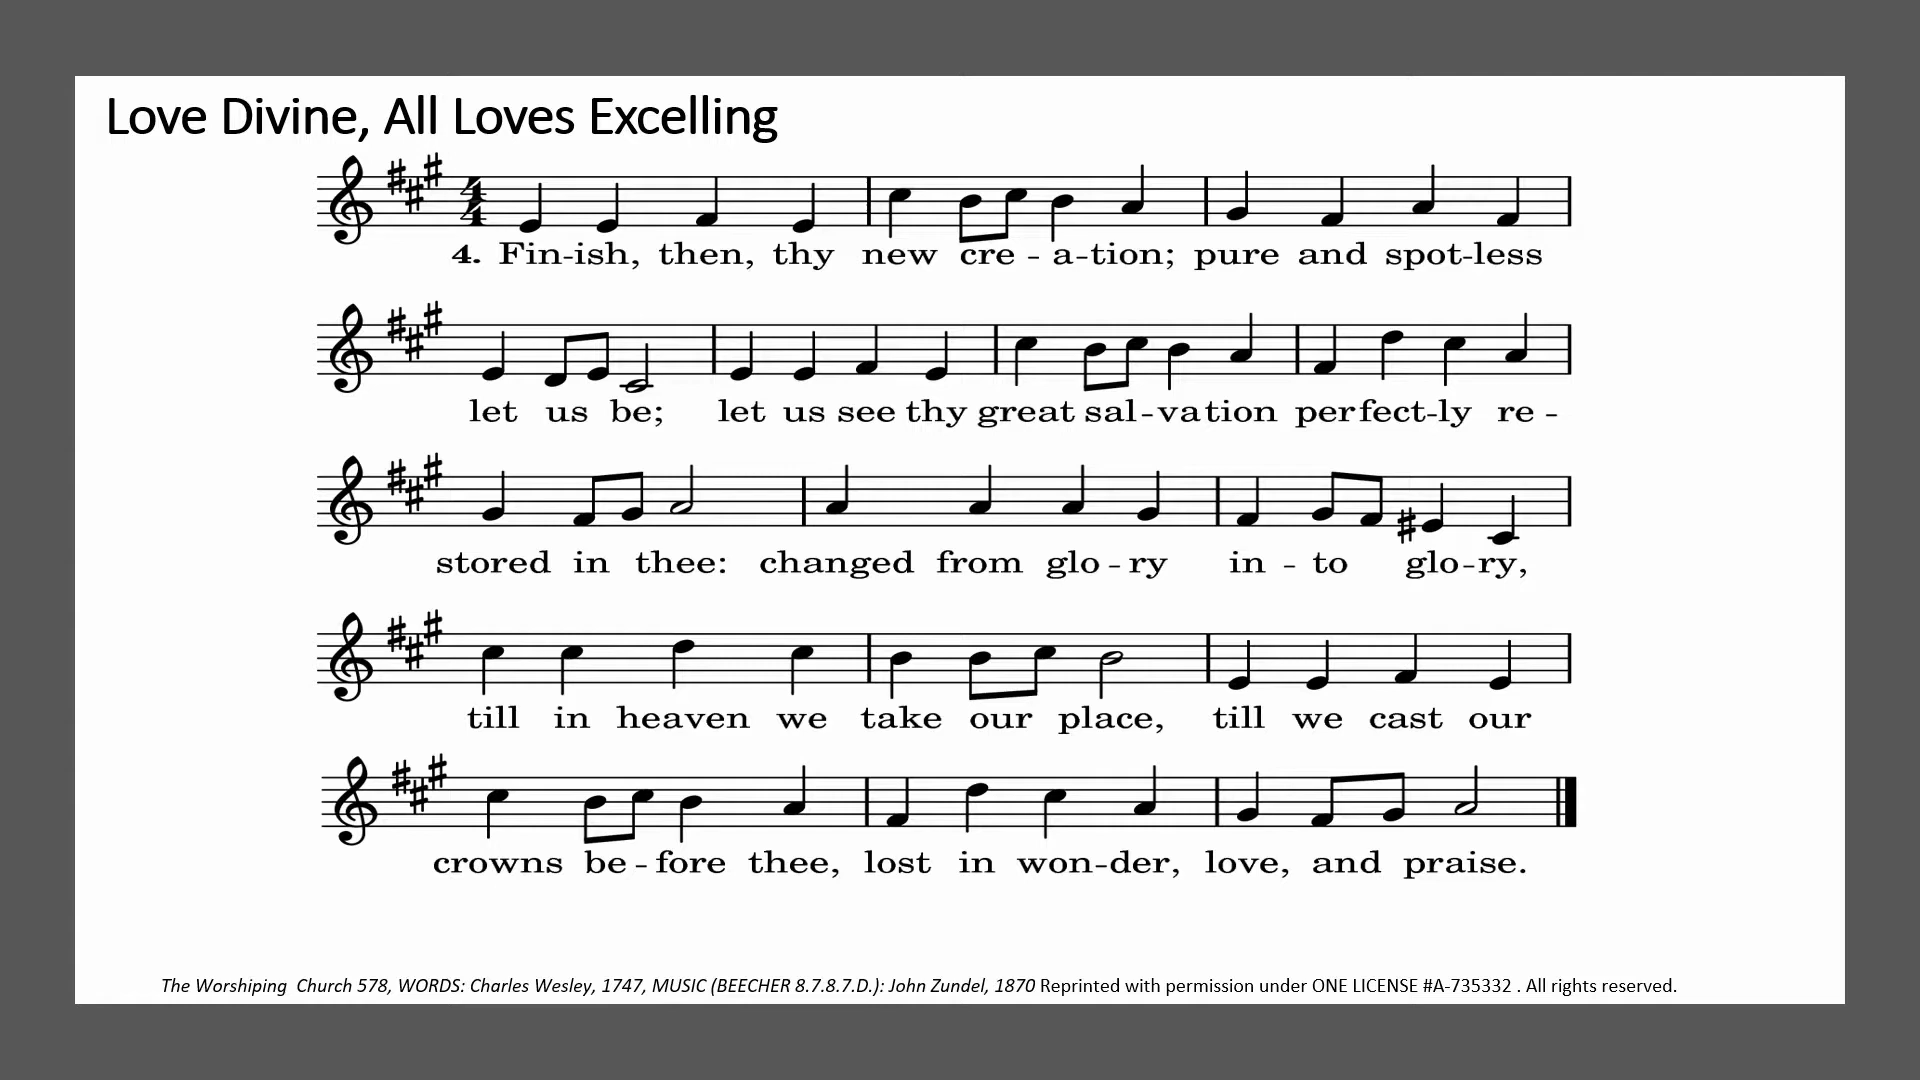 Love Divine, All Loves Excelling
4
4
4. Fin-ish, then, thy new cre - a-tion; pure and spot-less
let us be; let us see thy great sal-vation perfect-ly re -
stored in thee: changed from glo - ry in - to glo-ry,
till in heaven we take our place, till we cast our
crowns be - fore thee, lost in won-der, love, and praise.
The Worshiping Church 578, WORDS: Charles Wesley, 1747, MUSIC (BEECHER 8.7.8.7.D.): John Zundel, 1870 Reprinted with permission under ONE LICENSE #A-735332 . All rights reserved.